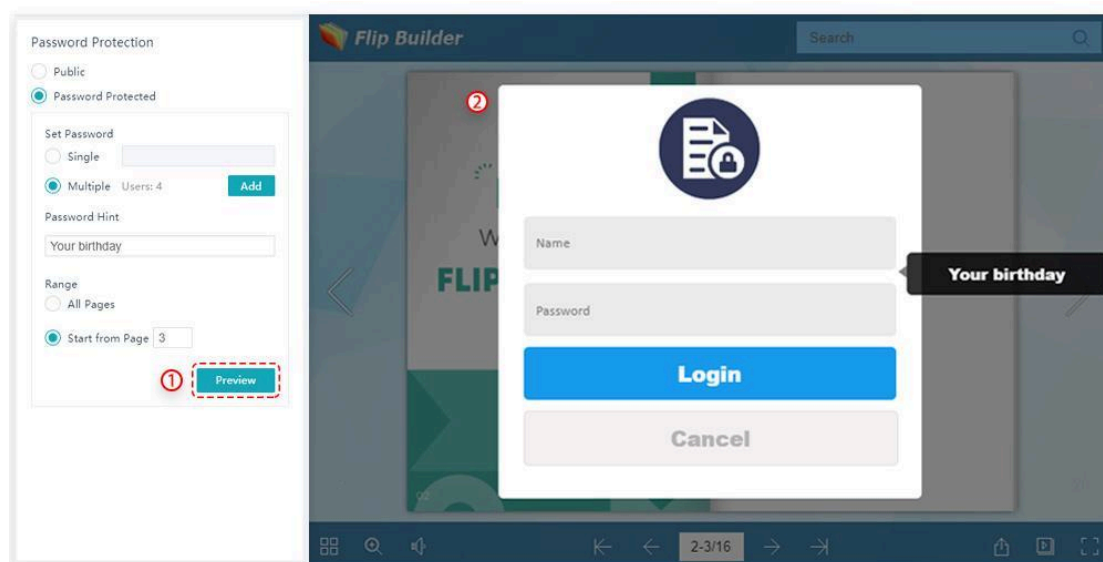 Password Protection
Public
Password Protected
Set Password
Single
Multiple Users: 4 Add
Password Hint
Your birthday
Range
All Pages
Start from Page 3
① Preview
Flip Builder
Search
②
W
FLIP
Name
Your birthday
Password
Login
Cancel
02
2-3/16